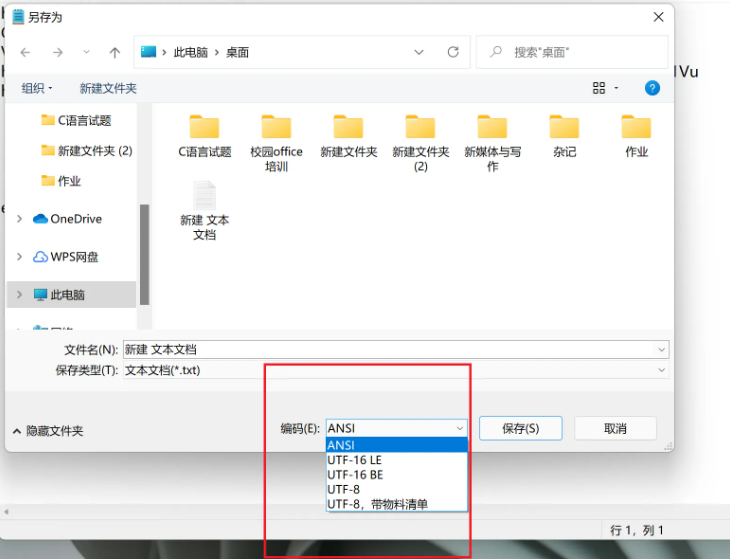 另存为
此电脑 › 桌面
搜索"桌面"
Vu
组织
新建文件夹
?
C语言试题
新建文件夹 (2)
作业
OneDrive
WPS网盘
此电脑
C语言试题
校园office
培训
新建文件夹
新建文件夹
(2)
新媒体与写
作
杂记
作业
新建 文本
文档
文件名(N):
新建 文本文档
保存类型(T):
文本文档(*.txt)
隐藏文件夹
编码(E):
ANSI
保存(S)
取消
ANSI
UTF-16 LE
UTF-16 BE
UTF-8
UTF-8，带物料清单
行 1，列 1